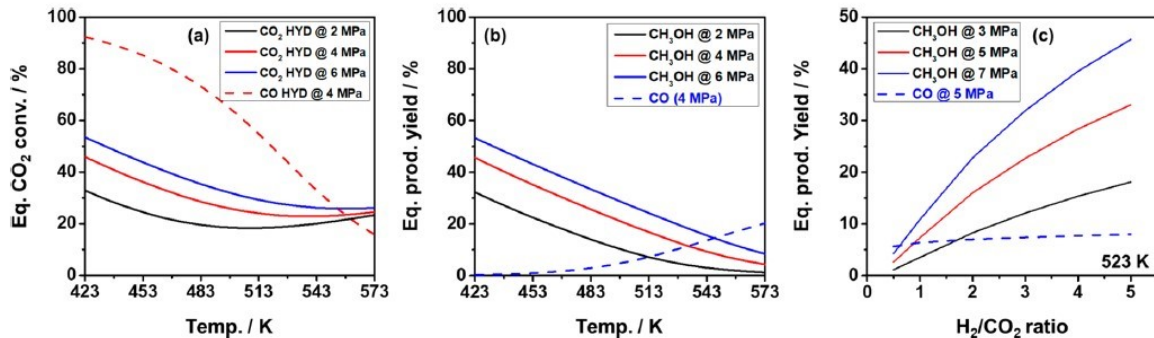 Eq. CO₂ conv. / %
100
80
60
40
20
0
(a)
CO₂ HYD @ 2 MPa
CO₂ HYD @ 4 MPa
CO₂ HYD @ 6 MPa
CO HYD @ 4 MPa
423 453 483 513 543 573
Temp. / K
Eq. prod. yield / %
100
80
60
40
20
0
(b)
CH₃OH @ 2 MPa
CH₃OH @ 4 MPa
CH₃OH @ 6 MPa
CO (4 MPa)
423 453 483 513 543 573
Temp. / K
Eq. prod. Yield / %
50
40
30
20
10
0
(c)
CH₃OH @ 3 MPa
CH₃OH @ 5 MPa
CH₃OH @ 7 MPa
CO @ 5 MPa
523 K
0 1 2 3 4 5
H₂/CO₂ ratio